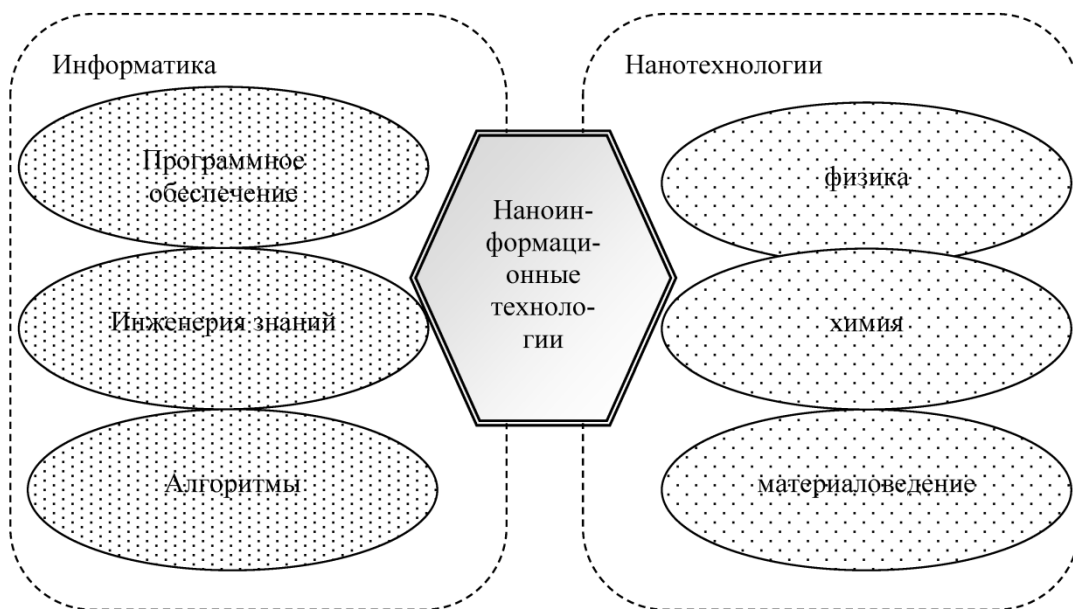 Информатика
Программное
обеспечение
Инженерия знаний
Алгоритмы
Наноин-
формаци-
онные
техноло-
гии
Нанотехнологии
физика
химия
материаловедение